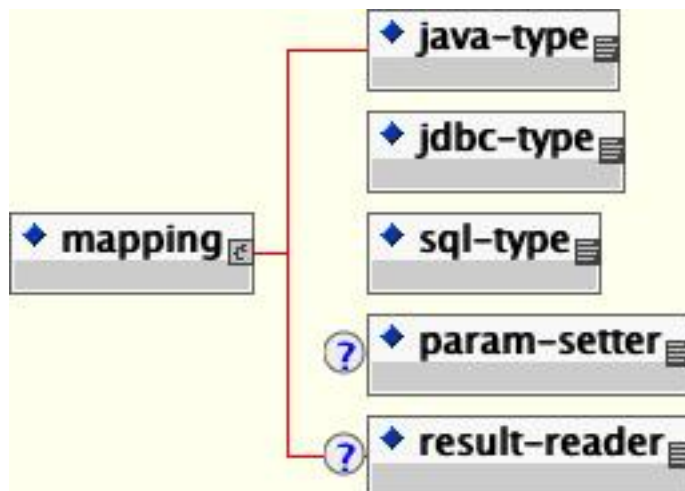 java-type
jdbc-type
mapping
sql-type
? param-setter
? result-reader